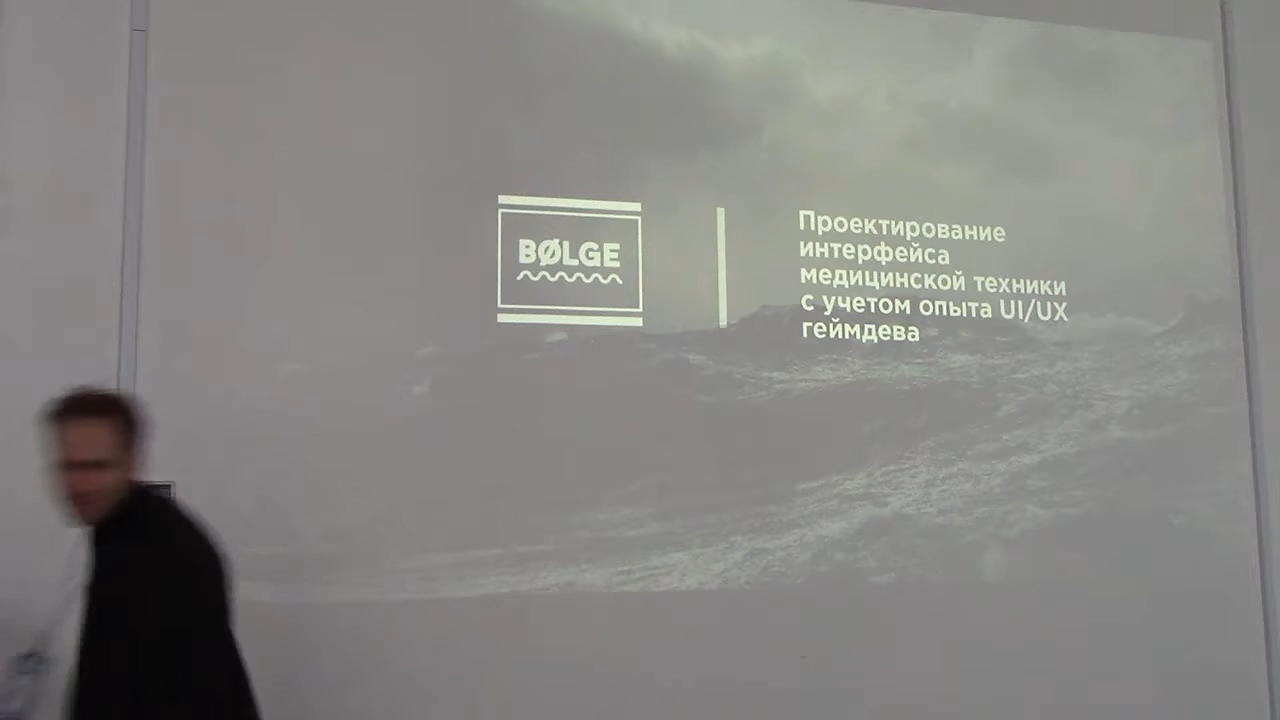 BØLGE
Проектирование
интерфейса
медицинской техники
с учетом опыта UI/UX
геймдева